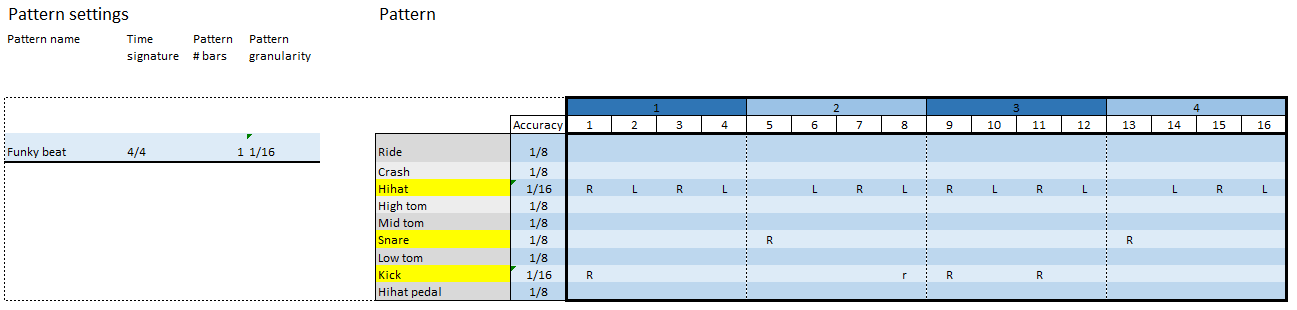 Pattern settings Pattern
Pattern name Time Pattern Pattern
signature # bars granularity
1 2 3 4
Accuracy 1 2 3 4 5 6 7 8 9 10 11 12 13 14 15 16
Funky beat 4/4 1 1/16 Ride 1/8
Crash 1/8
Hihat 1/16 R L R L L R L R L R L L R L
High tom 1/8
Mid tom 1/8
Snare 1/8 R R
Low tom 1/8
Kick 1/16 R r R R
Hihat pedal 1/8